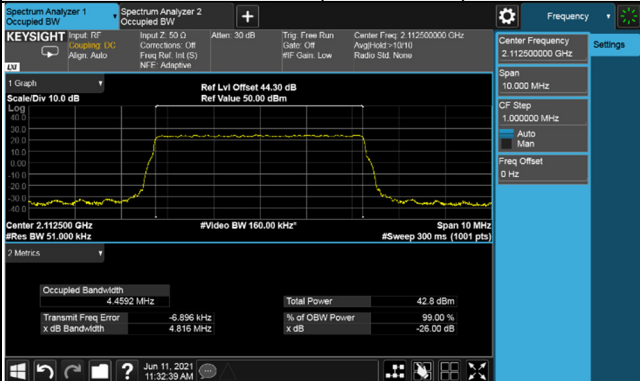 Spectrum Analyzer 1
Occupied BW
Spectrum Analyzer 2
Occupied BW
Frequency
KEYSIGHT
Input: RF
Coupling: DC
Align: Auto
Input Z: 50 Ω
Corrections: Off
Freq Ref: Int (S)
NFE: Adaptive
Atten: 30 dB
Trig: Free Run
Gate: Off
#IF Gain: Low
Center Freq: 2.112500000 GHz
Avg|Hold:>10/10
Radio Std: None
LXI
Center Frequency
2.112500000 GHz
Settings
Span
10.000 MHz
CF Step
1.000000 MHz
Auto
Man
Freq Offset
0 Hz
1 Graph
Scale/Div 10.0 dB
Ref Lvl Offset 44.30 dB
Ref Value 50.00 dBm
Log
40.0
30.0
20.0
10.0
0.00
-10.0
-20.0
-30.0
-40.0
Center 2.112500 GHz
#Res BW 51.000 kHz
#Video BW 160.00 kHz*
Span 10 MHz
#Sweep 300 ms (1001 pts)
2 Metrics
Occupied Bandwidth
4.4592 MHz
Transmit Freq Error -6.896 kHz
x dB Bandwidth 4.816 MHz
Total Power 42.8 dBm
% of OBW Power 99.00 %
x dB -26.00 dB
Jun 11, 2021
11:32:39 AM